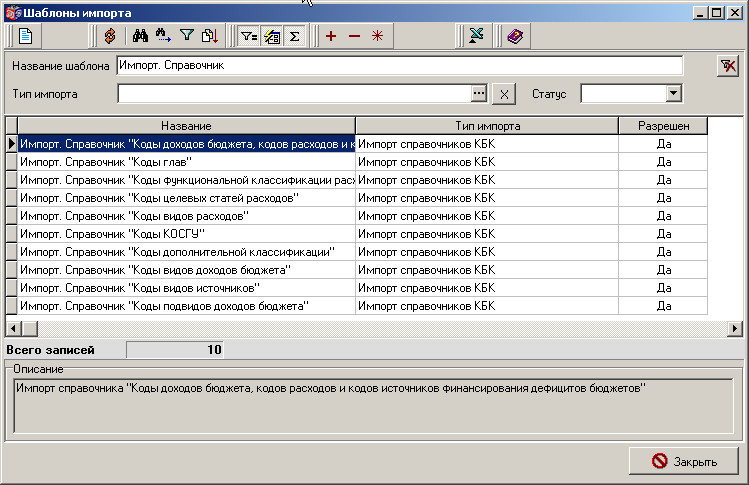 Шаблоны импорта
Название шаблона Импорт. Справочник
Тип импорта ... X Статус
Название Тип импорта Разрешен
Импорт. Справочник "Коды доходов бюджета, кодов расходов и к Импорт справочников КБК Да
Импорт. Справочник "Коды глав" Импорт справочников КБК Да
Импорт. Справочник "Коды функциональной классификации рас Импорт справочников КБК Да
Импорт. Справочник "Коды целевых статей расходов" Импорт справочников КБК Да
Импорт. Справочник "Коды видов расходов" Импорт справочников КБК Да
Импорт. Справочник "Коды КОСГУ" Импорт справочников КБК Да
Импорт. Справочник "Коды дополнительной классификации" Импорт справочников КБК Да
Импорт. Справочник "Коды видов доходов бюджета" Импорт справочников КБК Да
Импорт. Справочник "Коды видов источников" Импорт справочников КБК Да
Импорт. Справочник "Коды подвидов доходов бюджета" Импорт справочников КБК Да
Всего записей 10
Описание
Импорт справочника "Коды доходов бюджета, кодов расходов и кодов источников финансирования дефицитов бюджетов"
Закрыть